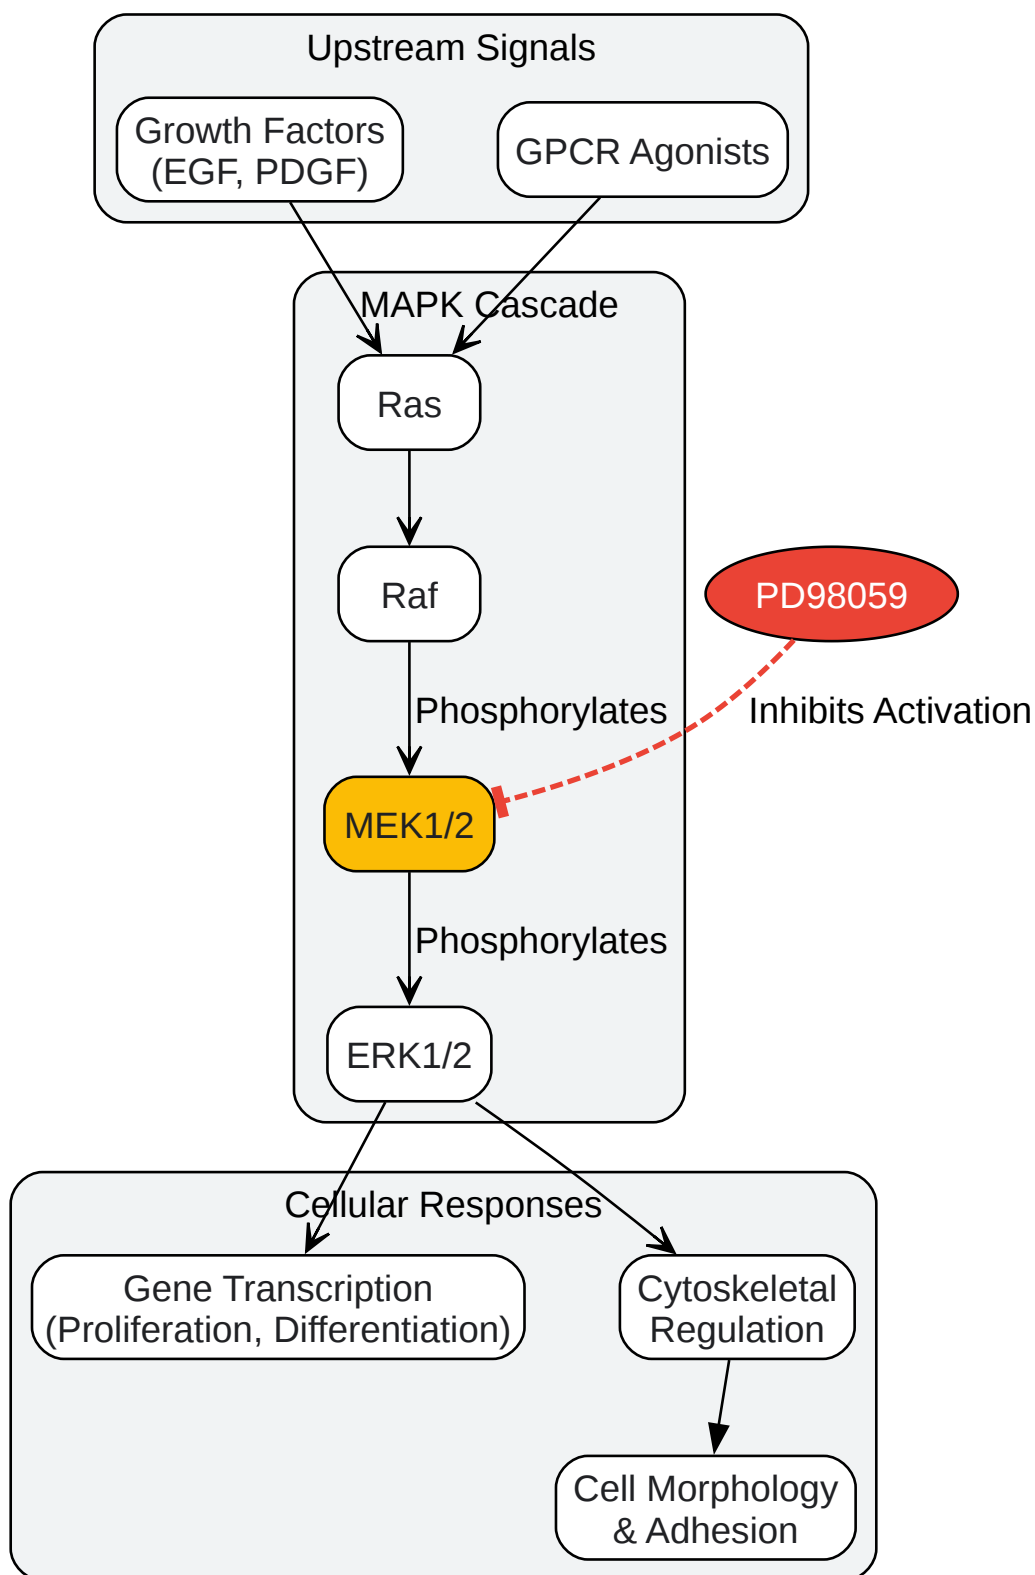 Upstream Signals
Growth Factors
(EGF, PDGF)
GPCR Agonists
MAPK Cascade
Ras
Raf
PD98059
Phosphorylates
Inhibits Activation
MEK1/2
Phosphorylates
ERK1/2
Cellular Responses
Gene Transcription
(Proliferation, Differentiation)
Cytoskeletal
Regulation
Cell Morphology
& Adhesion